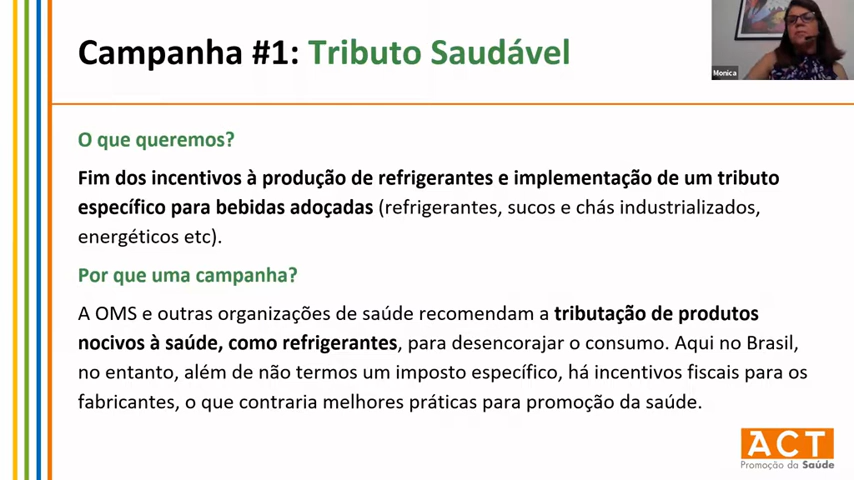 Campanha #1: Tributo Saudável
Monica
O que queremos?
Fim dos incentivos à produção de refrigerantes e implementação de um tributo
específico para bebidas adoçadas (refrigerantes, sucos e chás industrializados,
energéticos etc).
Por que uma campanha?
A OMS e outras organizações de saúde recomendam a tributação de produtos
nocivos à saúde, como refrigerantes, para desencorajar o consumo. Aqui no Brasil,
no entanto, além de não termos um imposto específico, há incentivos fiscais para os
fabricantes, o que contraria melhores práticas para promoção da saúde.
ACT
Promoção da Saúde